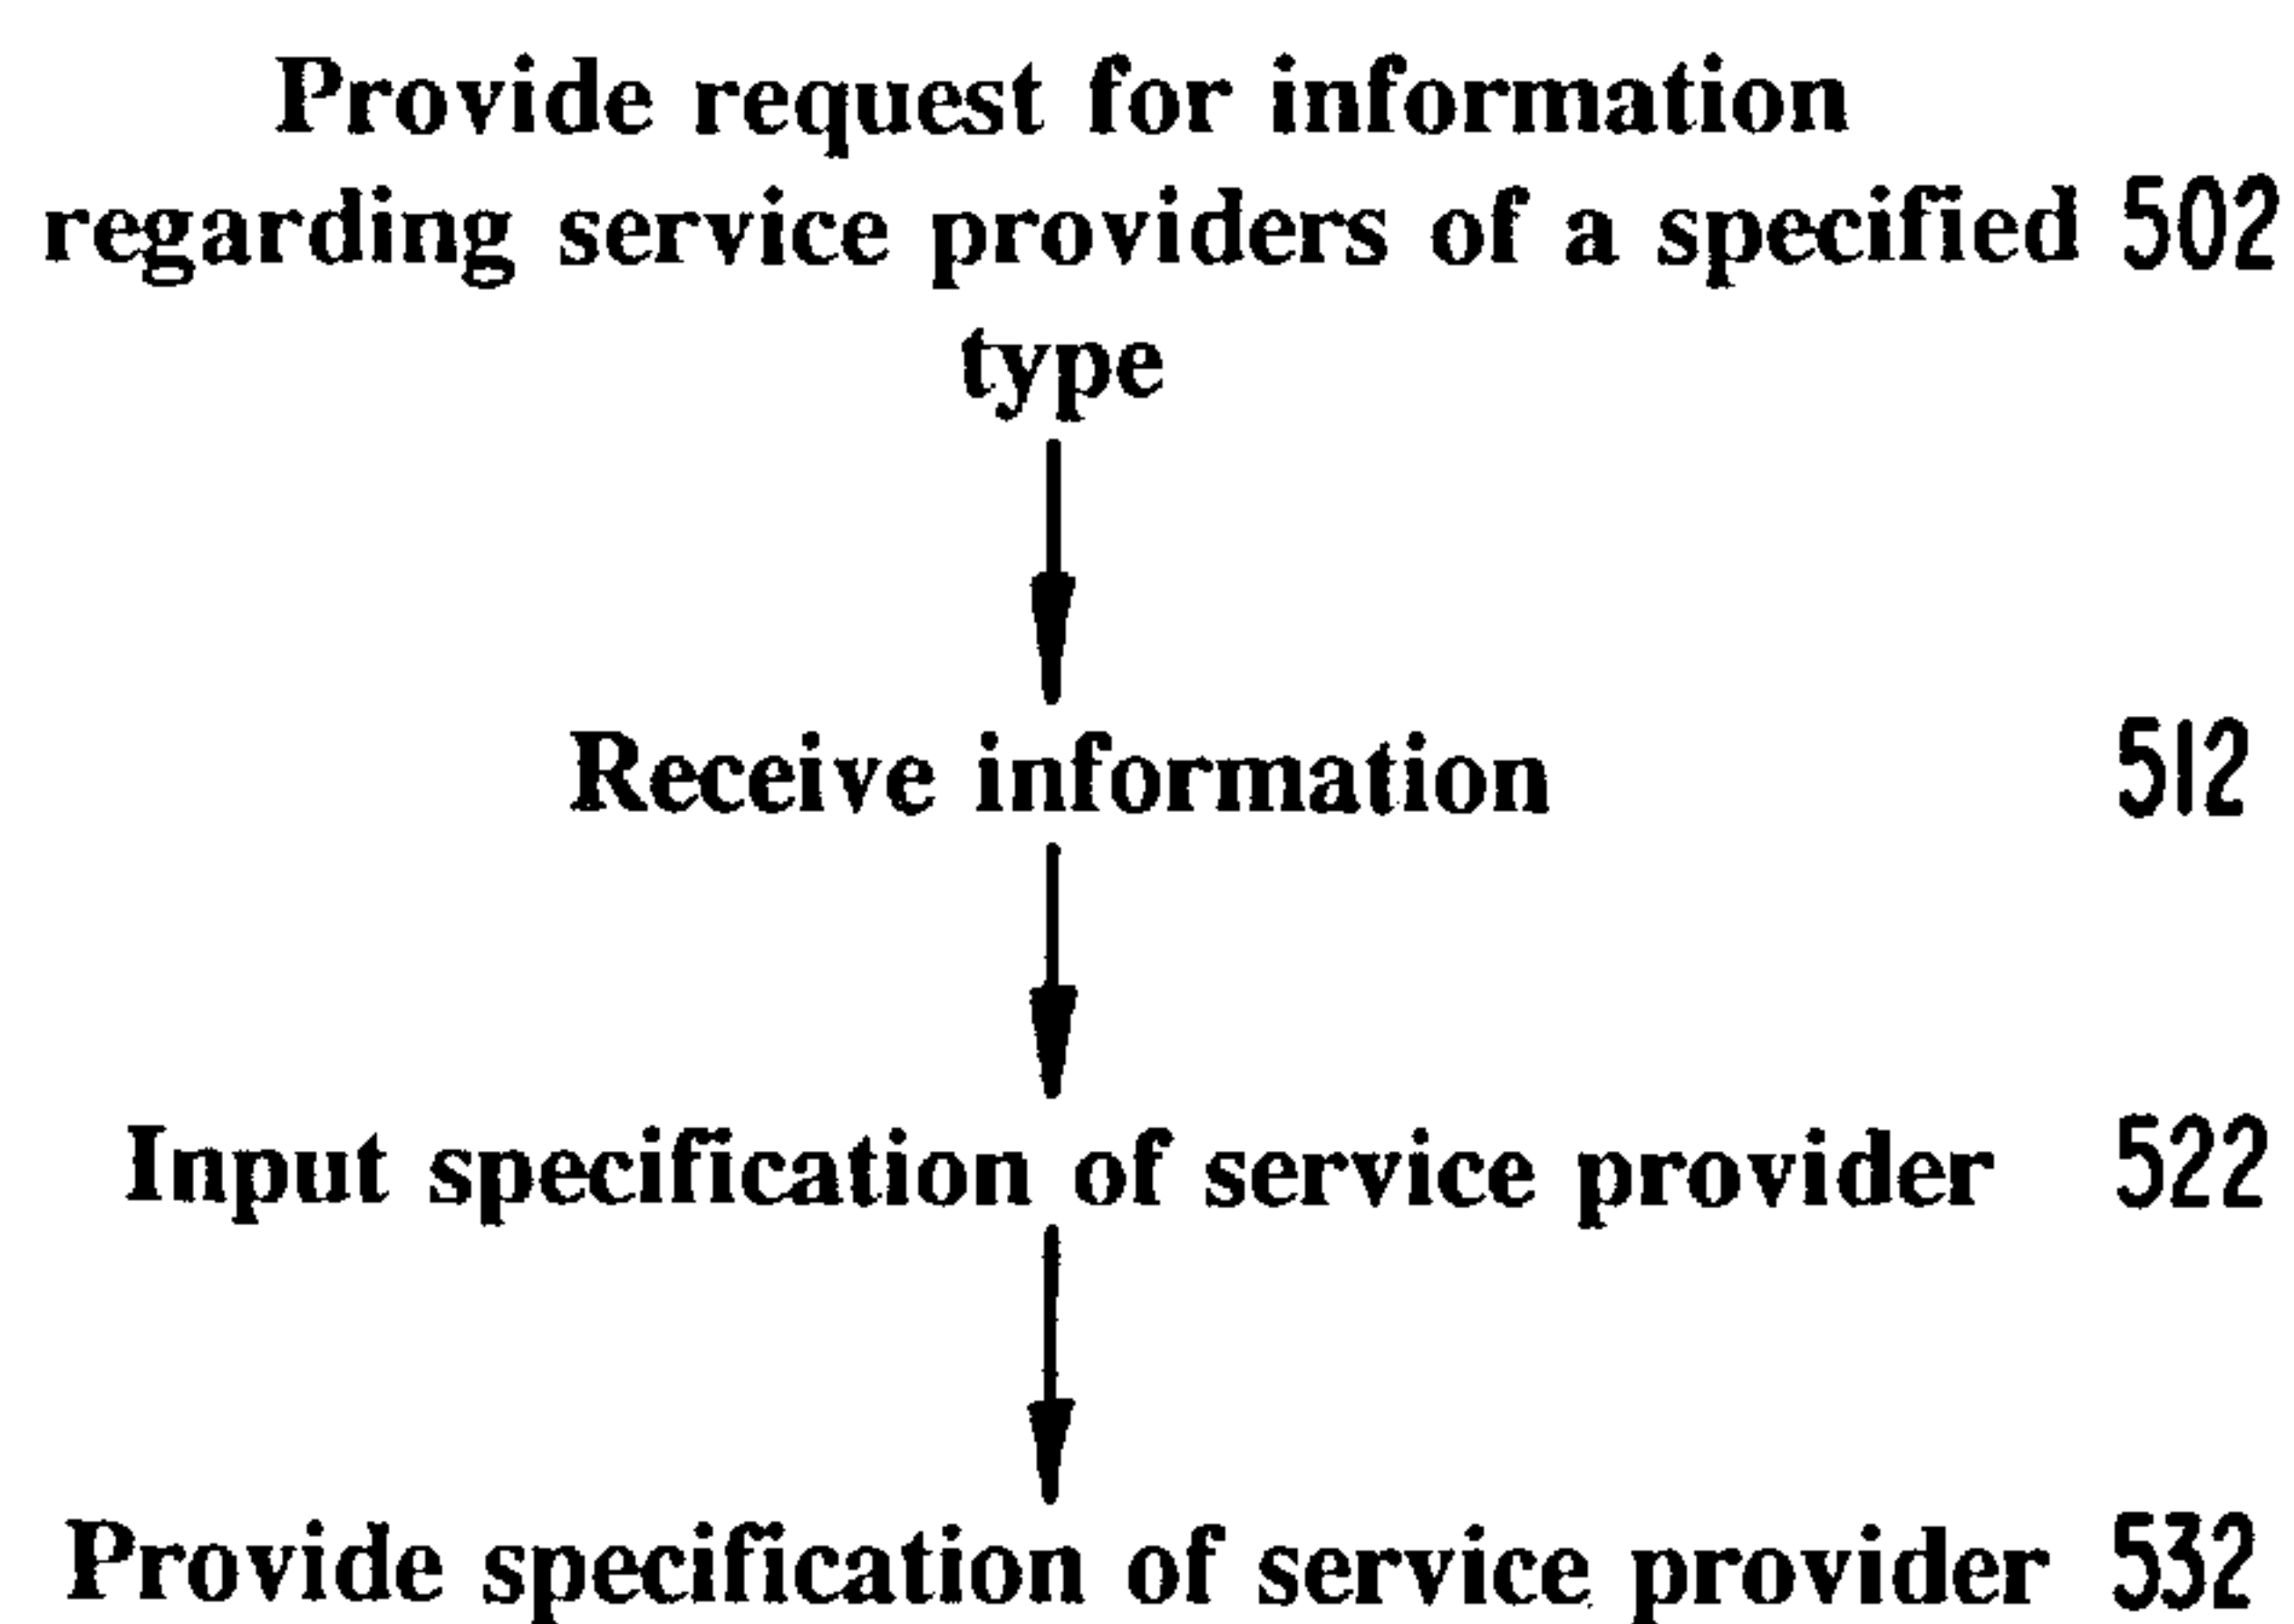 Provide request for information
regarding service providers of a specified 502
type
Receive information 512
Input specification of service provider 522
Provide specification of service provider 532